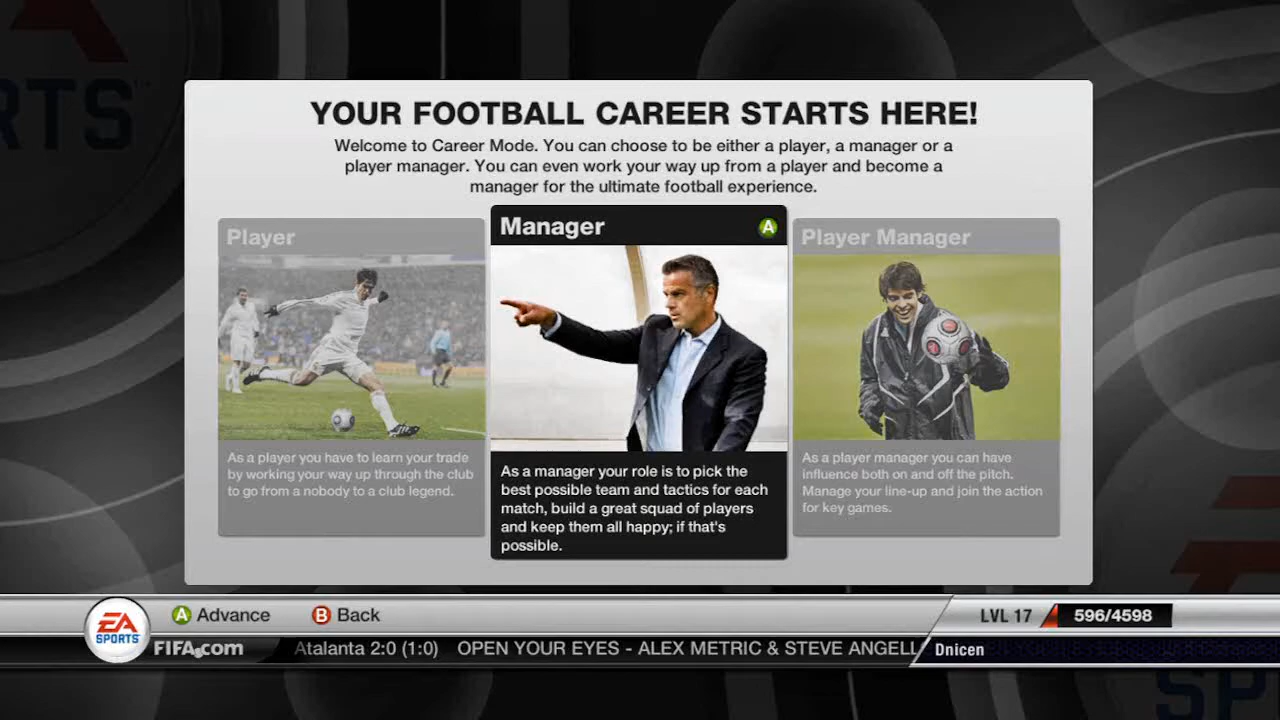 YOUR FOOTBALL CAREER STARTS HERE!
Welcome to Career Mode. You can choose to be either a player, a manager or a
player manager. You can even work your way up from a player and become a
manager for the ultimate football experience.
Player
As a player you have to learn your trade
by working your way up through the club
to go from a nobody to a club legend.
Manager
A
As a manager your role is to pick the
best possible team and tactics for each
match, build a great squad of players
and keep them all happy; if that's
possible.
Player Manager
As a player manager you can have
influence both on and off the pitch.
Manage your line-up and join the action
for key games.
EA
SPORTS
A Advance
B Back
LVL 17
596/4598
FIFA.com
Atalanta 2:0 (1:0) OPEN YOUR EYES - ALEX METRIC & STEVE ANGELL
Dnicen
RTS
SP